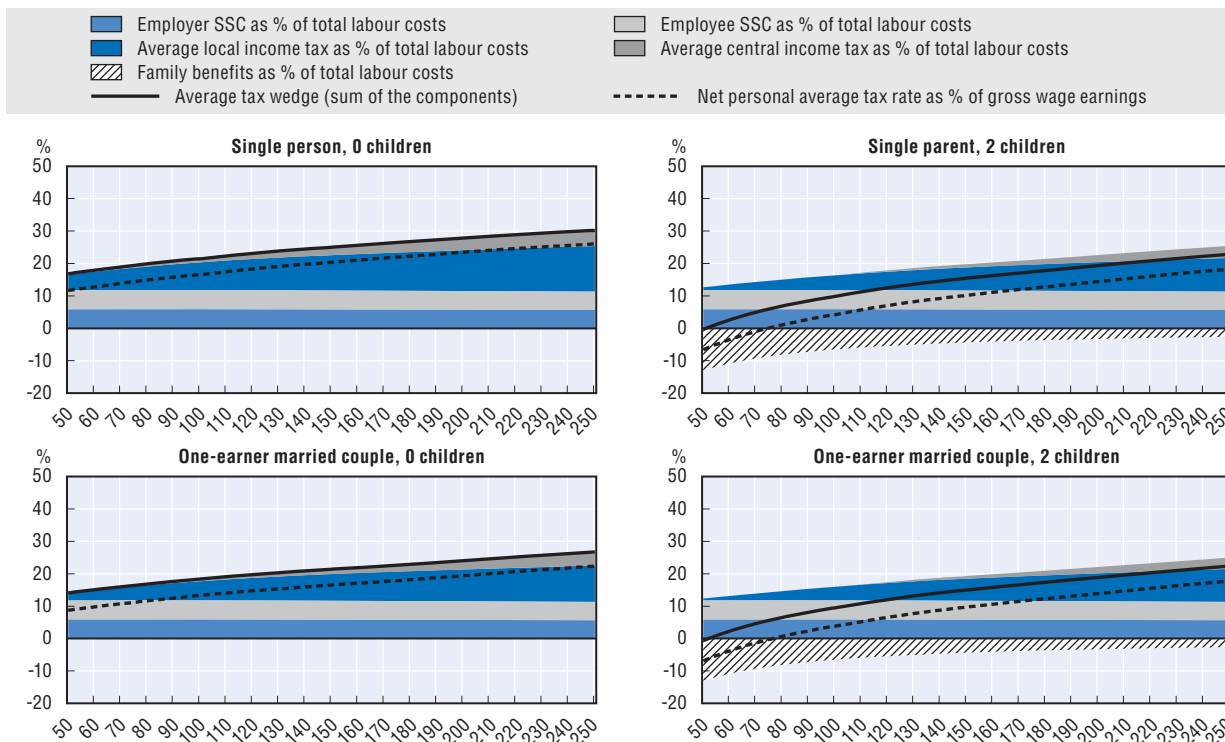 Employer SSC as % of total labour costs Employee SSC as % of total labour costs
Average local income tax as % of total labour costs Average central income tax as % of total labour costs
Family benefits as % of total labour costs
Average tax wedge (sum of the components) Net personal average tax rate as % of gross wage earnings
% Single person, 0 children
50
40
30
20
10
0
-10
-20
50 60 70 80 90 100 110 120 130 140 150 160 170 180 190 200 210 220 230 240 250
% Single parent, 2 children
50
40
30
20
10
0
-10
-20
50 60 70 80 90 100 110 120 130 140 150 160 170 180 190 200 210 220 230 240 250
% One-earner married couple, 0 children
50
40
30
20
10
0
-10
-20
50 60 70 80 90 100 110 120 130 140 150 160 170 180 190 200 210 220 230 240 250
% One-earner married couple, 2 children
50
40
30
20
10
0
-10
-20
50 60 70 80 90 100 110 120 130 140 150 160 170 180 190 200 210 220 230 240 250